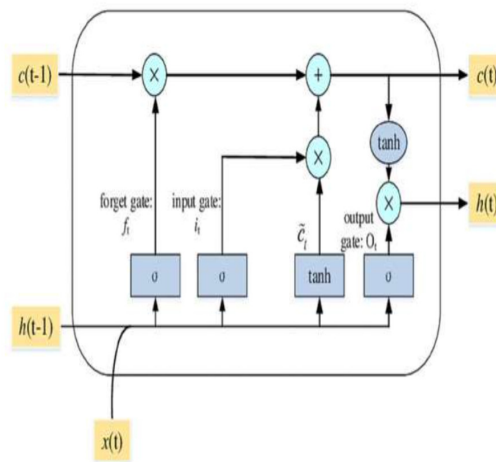 c(t-1)
×
+
c(t)
tanh
×
×
h(t)
forget gate:
f_t
input gate:
i_t
c̃_t
output
gate: O_t
σ
σ
tanh
σ
h(t-1)
x(t)